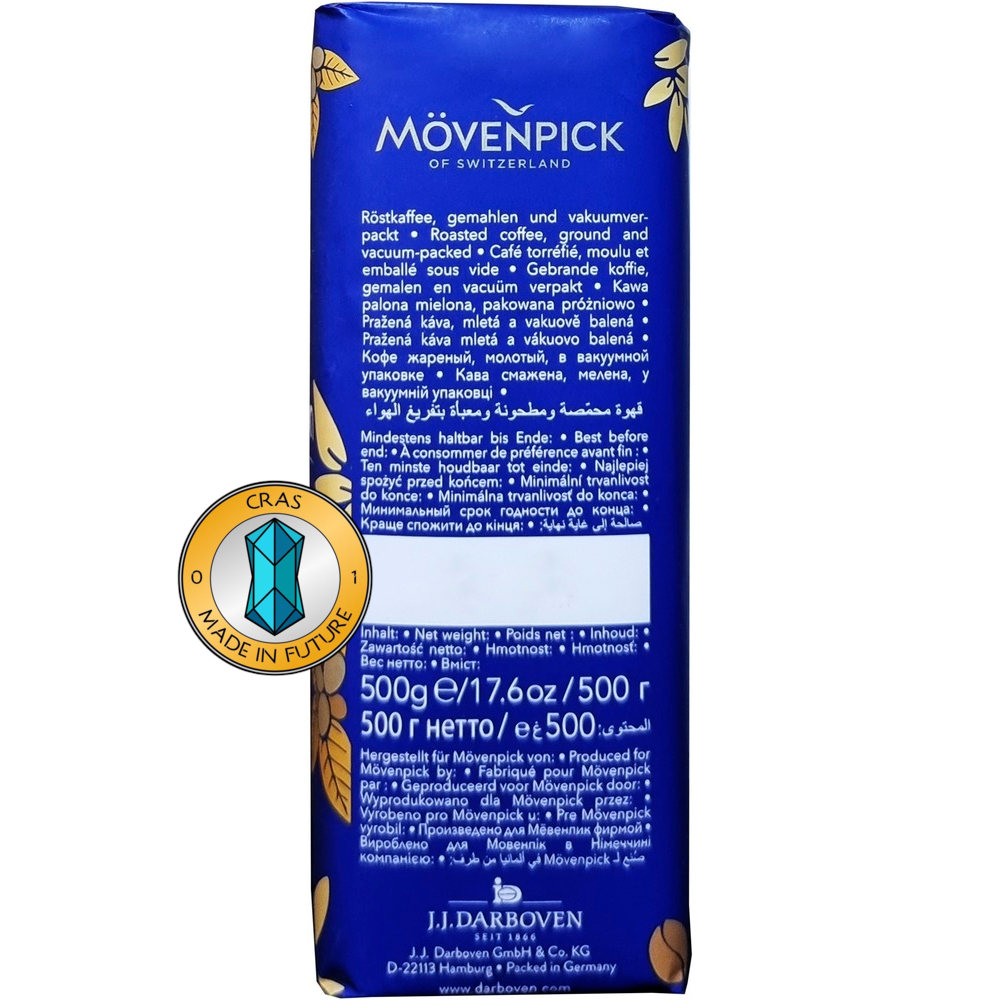 MÖVENPICK
OF SWITZERLAND
Röstkaffee, gemahlen und vakuumver-
packt • Roasted coffee, ground and
vacuum-packed • Café torréfié, moulu et
emballé sous vide • Gebrande koffie,
gemalen en vacuüm verpakt • Kawa
palona mielona, pakowana próżniowo •
Pražená káva, mletá a vakuově balená •
Pražená káva mletá a vákuovo balená •
Кофе жареный, молотый, в вакуумной
упаковке • Кава смажена, мелена, у
вакуумній упаковці •
قهوة محمّصة ومطحونة ومعبأة بتفريغ الهواء
Mindestens haltbar bis Ende: • Best before
end: • À consommer de préférence avant fin : •
Ten minste houdbaar tot einde: • Najlepiej
spożyć przed końcem: • Minimální trvanlivost
do konce: • Minimálna trvanlivosť do konca: •
Минимальный срок годности до конца: •
Краще спожити до кінця: • صالحة إلى غاية نهاية:
CRAS
0 1
MADE IN FUTURE
Inhalt: • Net weight: • Poids net : • Inhoud: •
Zawartość netto: • Hmotnost: • Hmotnosť: •
Вес нетто: • Вміст:
500g e/17.6oz/500 г
500 г нетто/ المحتوى: 500 غ e
Hergestellt für Mövenpick von: • Produced for
Mövenpick by: • Fabriqué pour Mövenpick
par : • Geproduceerd voor Mövenpick door: •
Wyprodukowano dla Mövenpick przez: •
Vyrobeno pro Mövenpick u: • Pre Mövenpick
vyrobil: • Произведено для Мёвенпик фирмой •
Вироблено для Мовенпік в Німеччині
компанією: • صُنع لـ Mövenpick في ألمانيا من طرف:
J.J.DARBOVEN
SEIT 1866
J.J. Darboven GmbH & Co. KG
D-22113 Hamburg • Packed in Germany
www.darboven.com